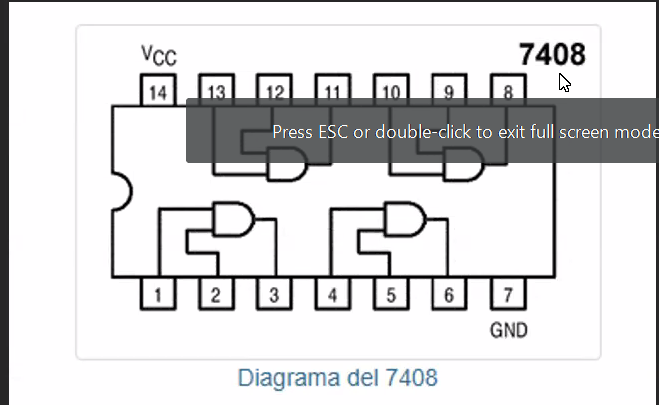 VCC 7408
14 13 12 11 10 9 8
Press ESC or double-click to exit full screen mode
1 2 3 4 5 6 7
GND
Diagrama del 7408